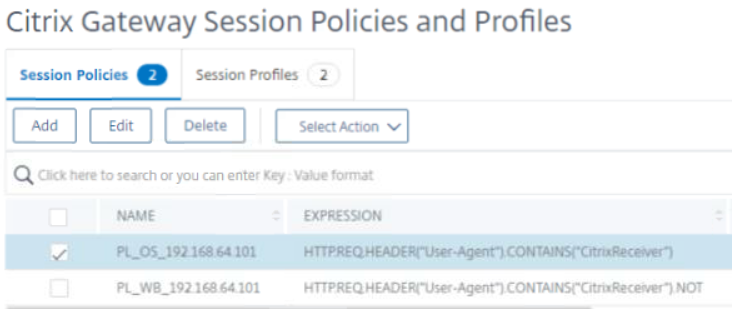 Citrix Gateway Session Policies and Profiles
Session Policies 2 Session Profiles 2
Add Edit Delete Select Action
Click here to search or you can enter Key : Value format
NAME EXPRESSION
PL_OS_192.168.64.101 HTTP.REQ.HEADER("User-Agent").CONTAINS("CitrixReceiver")
PL_WB_192.168.64.101 HTTP.REQ.HEADER("User-Agent").CONTAINS("CitrixReceiver").NOT